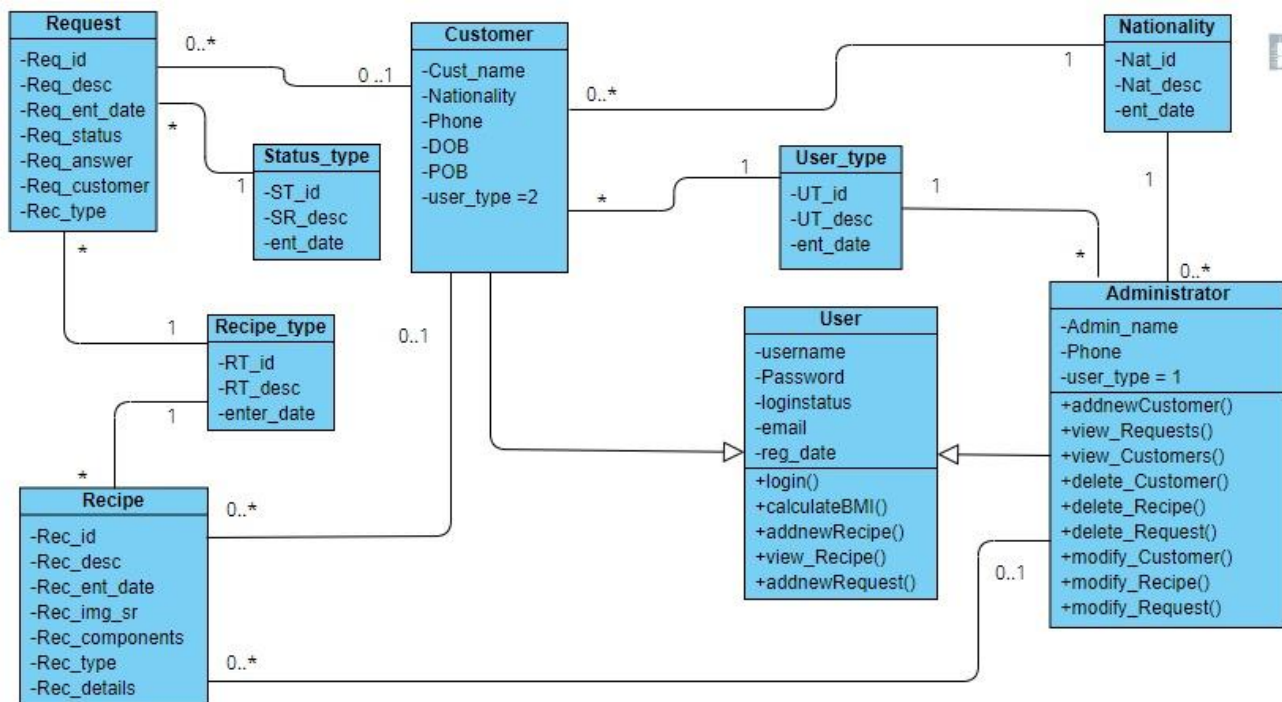 Request
-Req_id
-Req_desc
-Req_ent_date
-Req_status
-Req_answer
-Req_customer
-Rec_type
0..*
0 ..1
*
*
Customer
-Cust_name
-Nationality
-Phone
-DOB
-POB
-user_type =2
0..*
1
*
1
0..1
Nationality
-Nat_id
-Nat_desc
-ent_date
1
0..*
Status_type
-ST_id
-SR_desc
-ent_date
1
User_type
-UT_id
-UT_desc
-ent_date
1
*
Recipe_type
-RT_id
-RT_desc
-enter_date
1
1
*
User
-username
-Password
-loginstatus
-email
-reg_date
+login()
+calculateBMI()
+addnewRecipe()
+view_Recipe()
+addnewRequest()
Administrator
-Admin_name
-Phone
-user_type = 1
+addnewCustomer()
+view_Requests()
+view_Customers()
+delete_Customer()
+delete_Recipe()
+delete_Request()
+modify_Customer()
+modify_Recipe()
+modify_Request()
0..1
Recipe
-Rec_id
-Rec_desc
-Rec_ent_date
-Rec_img_sr
-Rec_components
-Rec_type
-Rec_details
0..*
0..*